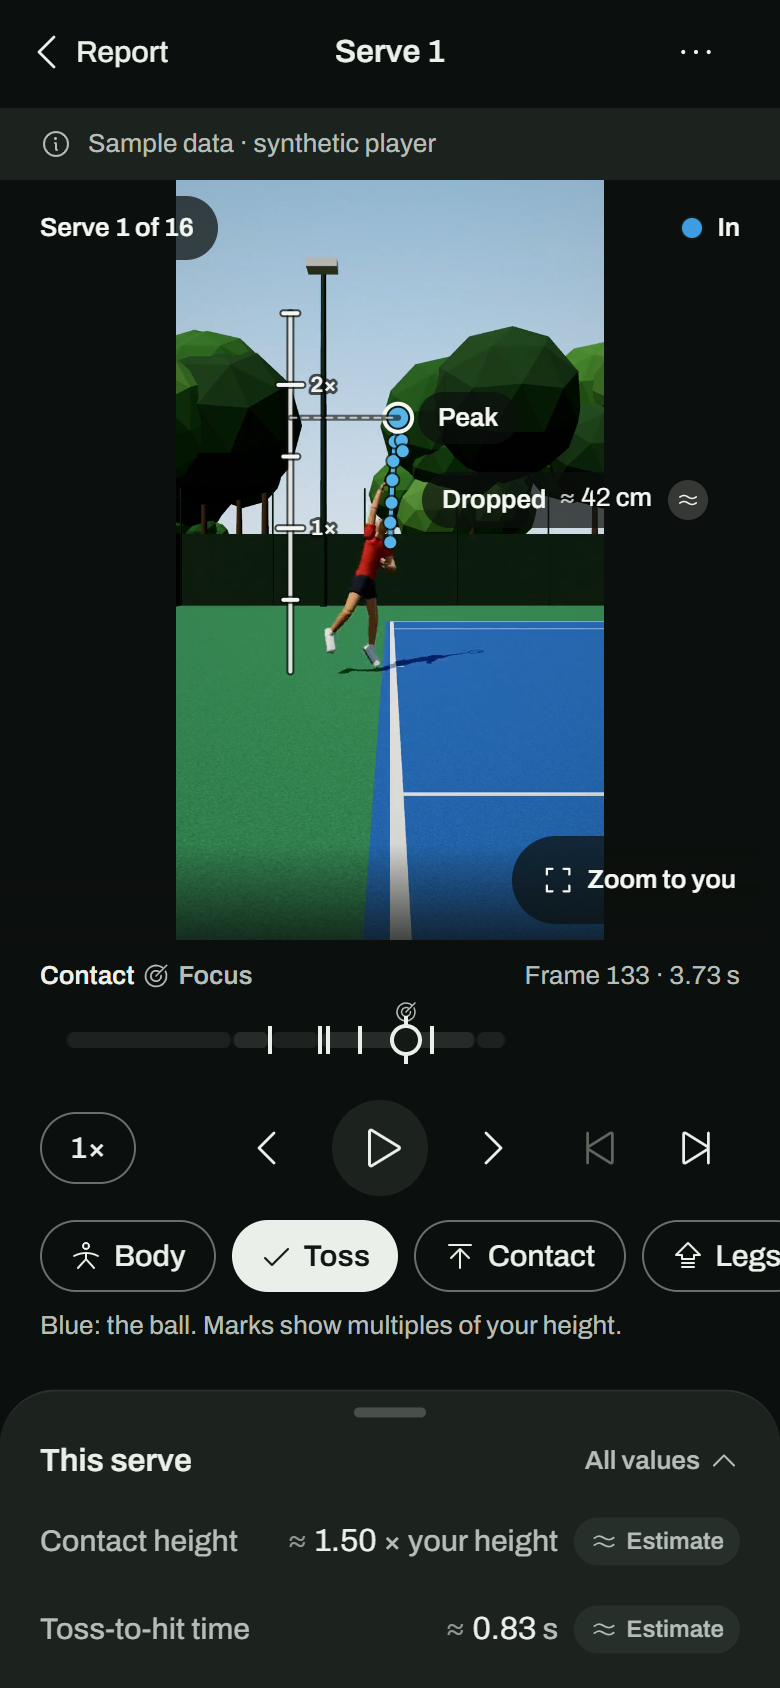 Report
Serve 1
Sample data · synthetic player
Serve 1 of 16
In
2×
Peak
Dropped ≈ 42 cm
1×
Zoom to you
Contact Focus
Frame 133 · 3.73 s
1×
Body
Toss
Contact
Legs
Blue: the ball. Marks show multiples of your height.
This serve
All values
Contact height ≈ 1.50 × your height Estimate
Toss-to-hit time ≈ 0.83 s Estimate